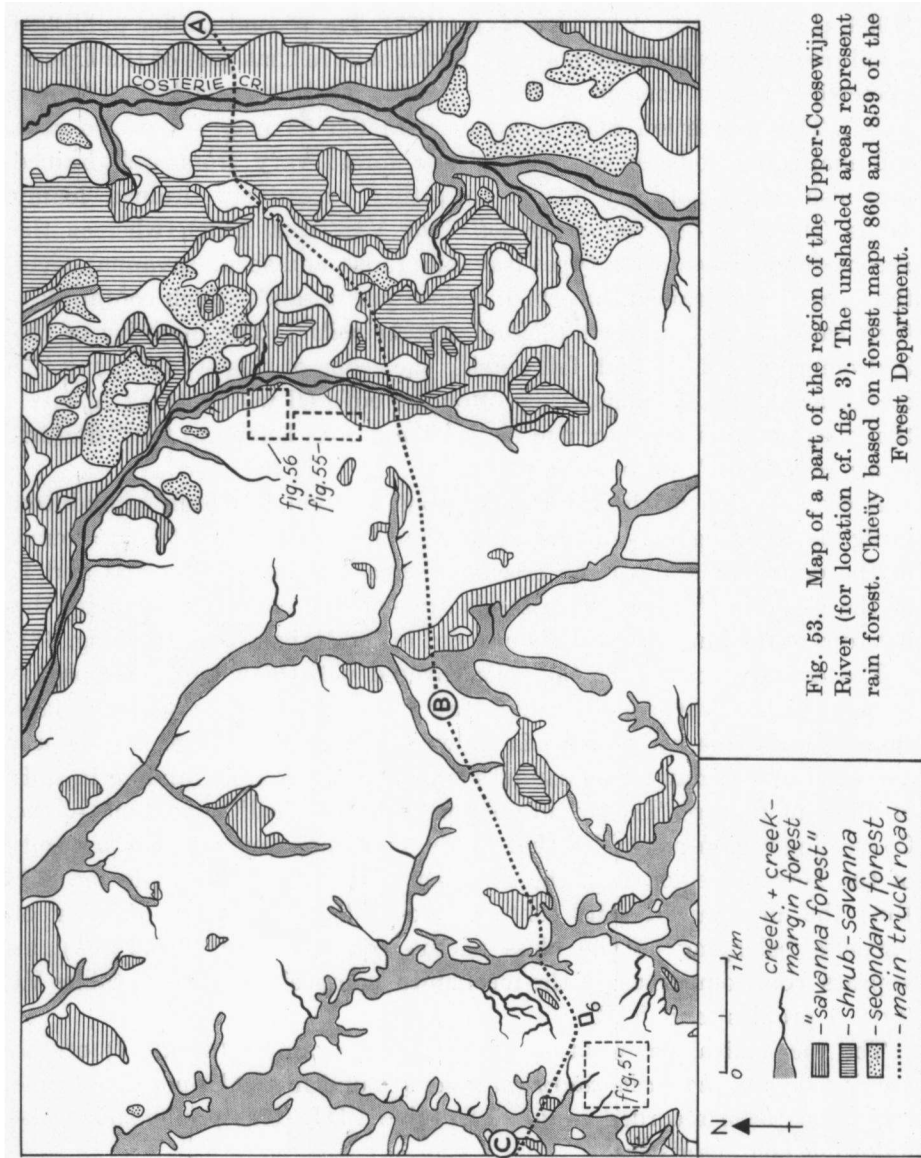 A
COSTERIE CR.
fig. 56
fig. 55
B
6
fig. 57
C
N
0 1 km
creek + creek-
margin forest
"savanna forest"
shrub-savanna
secondary forest
main truck road
Fig. 53. Map of a part of the region of the Upper-Coesewijne
River (for location cf. fig. 3). The unshaded areas represent
rain forest. Chieüy based on forest maps 860 and 859 of the
Forest Department.